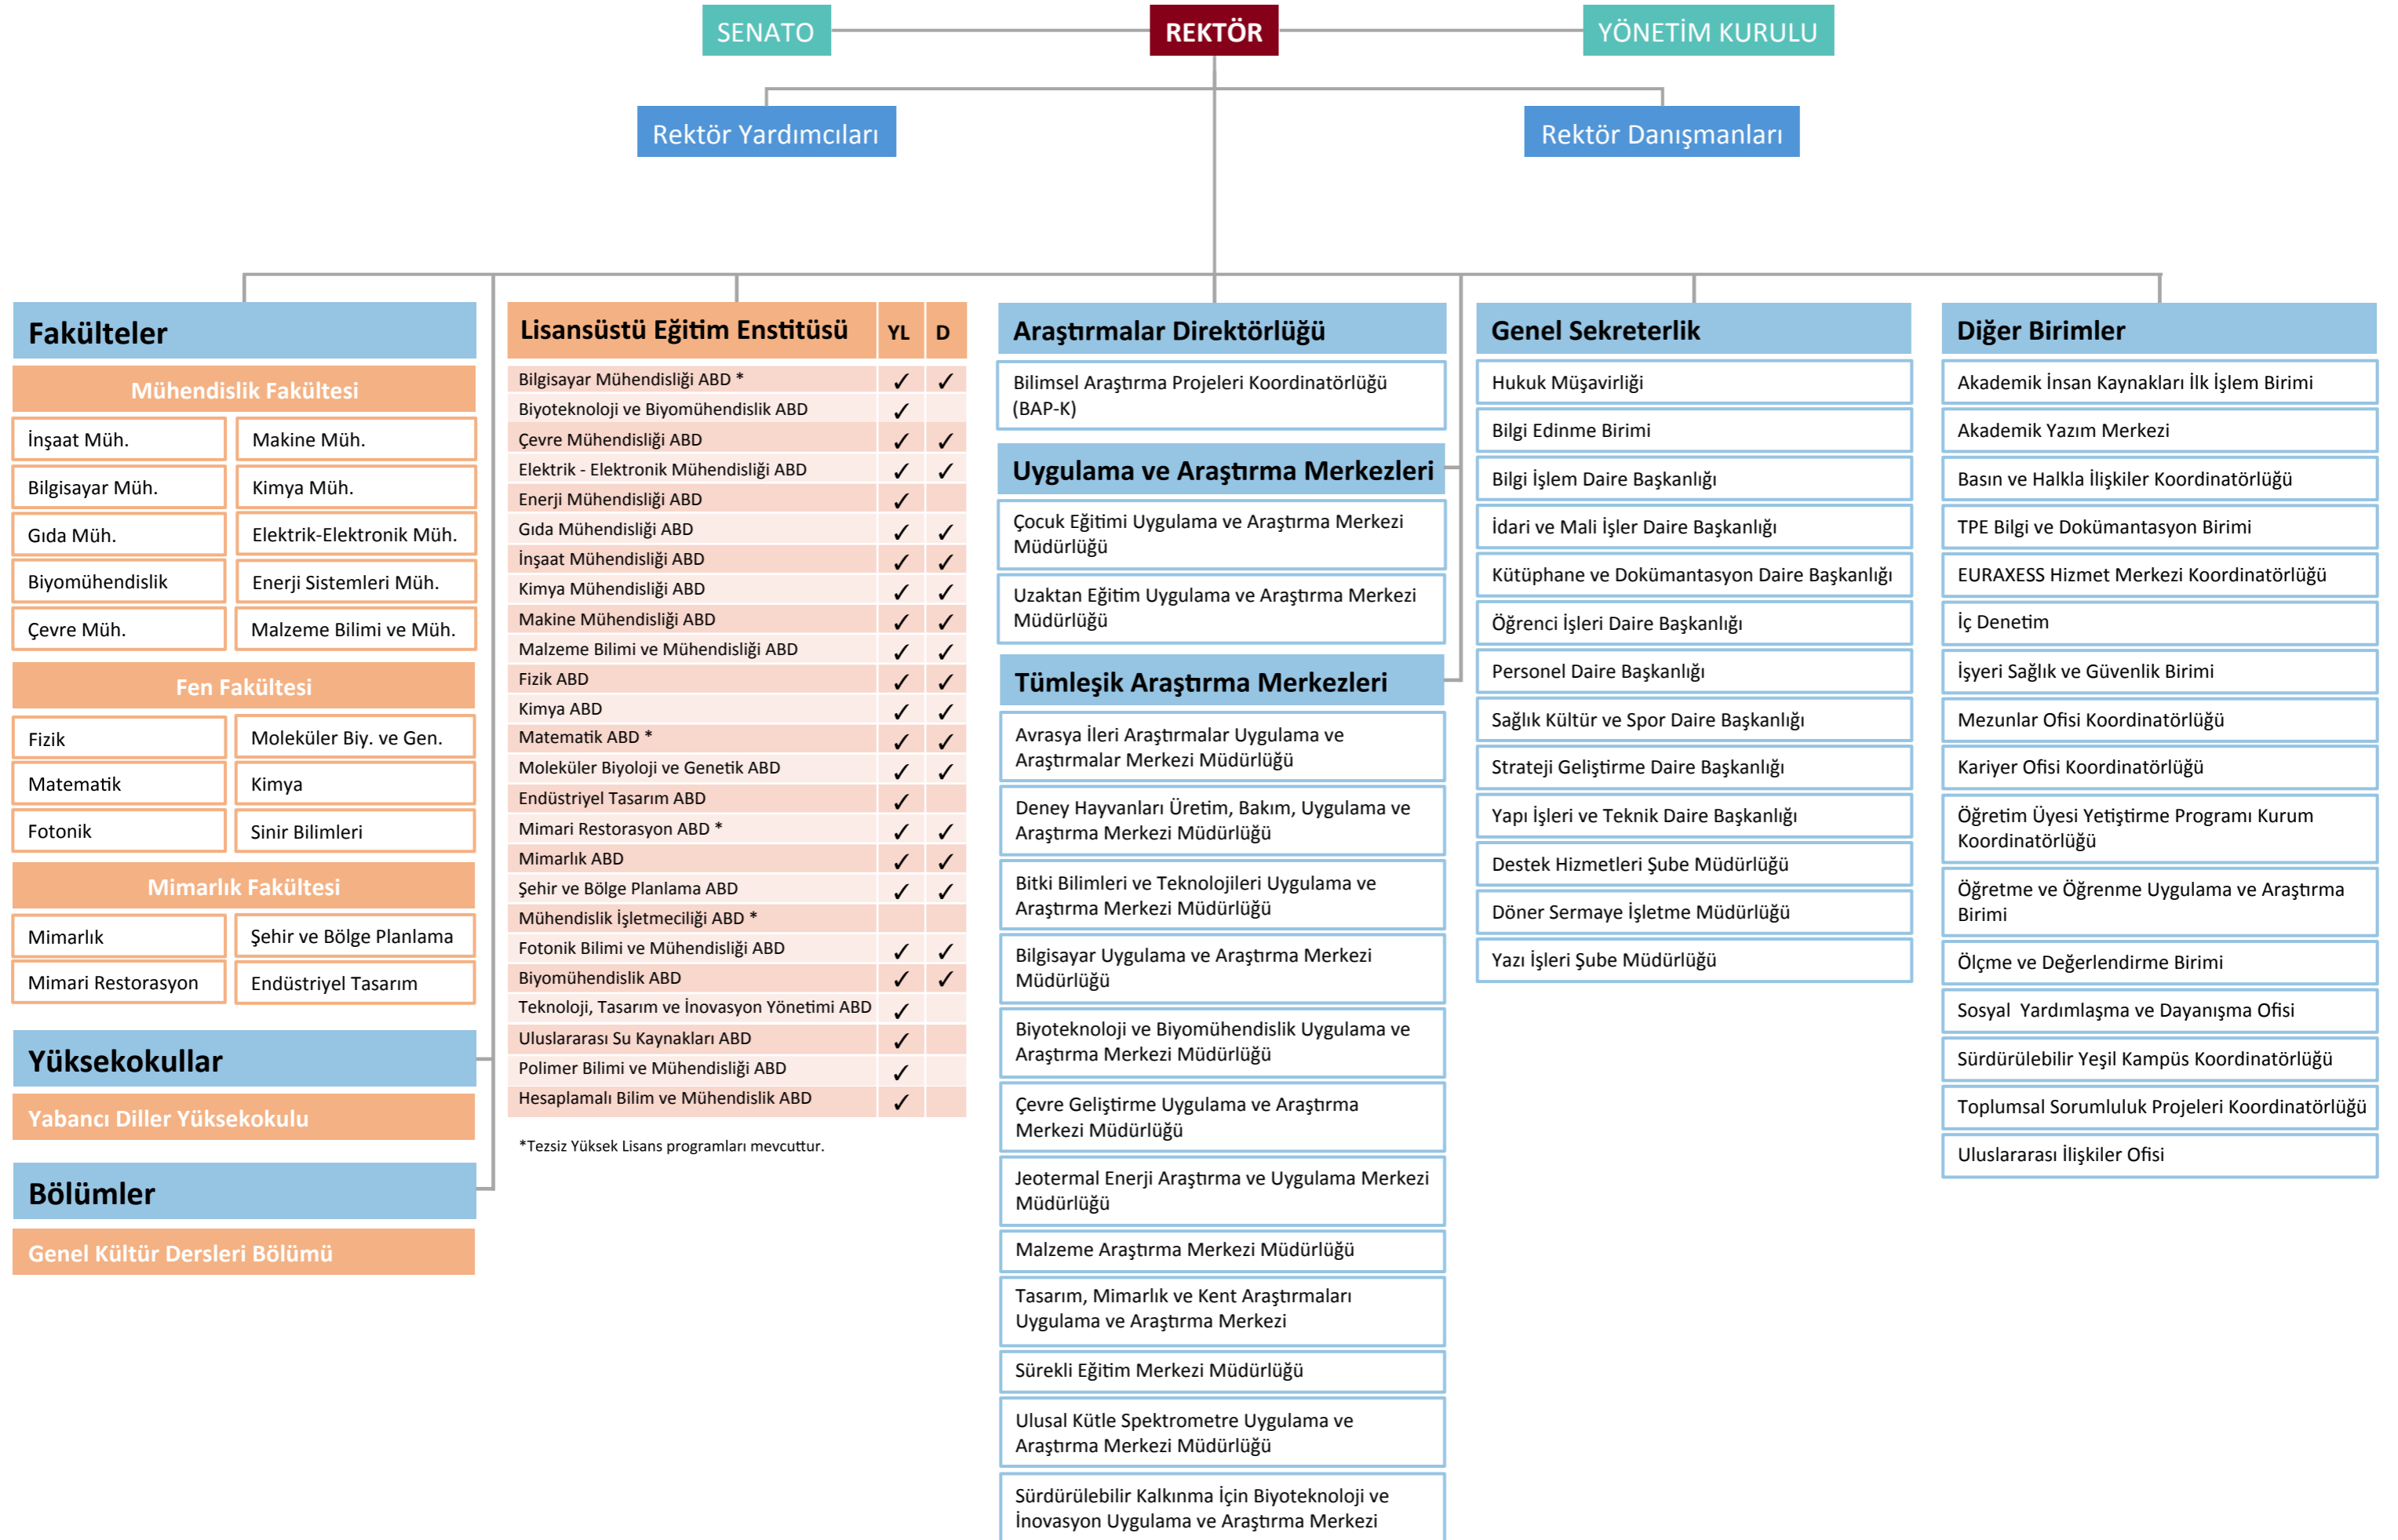 SENATO
REKTÖR
YÖNETİM KURULU
Rektör Yardımcıları
Rektör Danışmanları
Fakülteler
Mühendislik Fakültesi
İnşaat Müh.
Makine Müh.
Bilgisayar Müh.
Kimya Müh.
Gıda Müh.
Elektrik-Elektronik Müh.
Biyomühendislik
Enerji Sistemleri Müh.
Çevre Müh.
Malzeme Bilimi ve Müh.
Fen Fakültesi
Fizik
Moleküler Biy. ve Gen.
Matematik
Kimya
Fotonik
Sinir Bilimleri
Mimarlık Fakültesi
Mimarlık
Şehir ve Bölge Planlama
Mimari Restorasyon
Endüstriyel Tasarım
Yüksekokullar
Yabancı Diller Yüksekokulu
Bölümler
Genel Kültür Dersleri Bölümü
Lisansüstü Eğitim Enstitüsü YL D
Bilgisayar Mühendisliği ABD * ✓ ✓
Biyoteknoloji ve Biyomühendislik ABD ✓
Çevre Mühendisliği ABD ✓ ✓
Elektrik - Elektronik Mühendisliği ABD ✓ ✓
Enerji Mühendisliği ABD ✓
Gıda Mühendisliği ABD ✓ ✓
İnşaat Mühendisliği ABD ✓ ✓
Kimya Mühendisliği ABD ✓ ✓
Makine Mühendisliği ABD ✓ ✓
Malzeme Bilimi ve Mühendisliği ABD ✓ ✓
Fizik ABD ✓ ✓
Kimya ABD ✓ ✓
Matematik ABD * ✓ ✓
Moleküler Biyoloji ve Genetik ABD ✓ ✓
Endüstriyel Tasarım ABD ✓
Mimari Restorasyon ABD * ✓ ✓
Mimarlık ABD ✓ ✓
Şehir ve Bölge Planlama ABD ✓ ✓
Mühendislik İşletmeciliği ABD *
Fotonik Bilimi ve Mühendisliği ABD ✓ ✓
Biyomühendislik ABD ✓ ✓
Teknoloji, Tasarım ve İnovasyon Yönetimi ABD ✓
Uluslararası Su Kaynakları ABD ✓
Polimer Bilimi ve Mühendisliği ABD ✓
Hesaplamalı Bilim ve Mühendislik ABD ✓
*Tezsiz Yüksek Lisans programları mevcuttur.
Araştırmalar Direktörlüğü
Bilimsel Araştırma Projeleri Koordinatörlüğü
(BAP-K)
Uygulama ve Araştırma Merkezleri
Çocuk Eğitimi Uygulama ve Araştırma Merkezi
Müdürlüğü
Uzaktan Eğitim Uygulama ve Araştırma Merkezi
Müdürlüğü
Tümleşik Araştırma Merkezleri
Avrasya İleri Araştırmalar Uygulama ve
Araştırmalar Merkezi Müdürlüğü
Deney Hayvanları Üretim, Bakım, Uygulama ve
Araştırma Merkezi Müdürlüğü
Bitki Bilimleri ve Teknolojileri Uygulama ve
Araştırma Merkezi Müdürlüğü
Bilgisayar Uygulama ve Araştırma Merkezi
Müdürlüğü
Biyoteknoloji ve Biyomühendislik Uygulama ve
Araştırma Merkezi Müdürlüğü
Çevre Geliştirme Uygulama ve Araştırma
Merkezi Müdürlüğü
Jeotermal Enerji Araştırma ve Uygulama Merkezi
Müdürlüğü
Malzeme Araştırma Merkezi Müdürlüğü
Tasarım, Mimarlık ve Kent Araştırmaları
Uygulama ve Araştırma Merkezi
Sürekli Eğitim Merkezi Müdürlüğü
Ulusal Kütle Spektrometre Uygulama ve
Araştırma Merkezi Müdürlüğü
Sürdürülebilir Kalkınma İçin Biyoteknoloji ve
İnovasyon Uygulama ve Araştırma Merkezi
Genel Sekreterlik
Hukuk Müşavirliği
Bilgi Edinme Birimi
Bilgi İşlem Daire Başkanlığı
İdari ve Mali İşler Daire Başkanlığı
Kütüphane ve Dokümantasyon Daire Başkanlığı
Öğrenci İşleri Daire Başkanlığı
Personel Daire Başkanlığı
Sağlık Kültür ve Spor Daire Başkanlığı
Strateji Geliştirme Daire Başkanlığı
Yapı İşleri ve Teknik Daire Başkanlığı
Destek Hizmetleri Şube Müdürlüğü
Döner Sermaye İşletme Müdürlüğü
Yazı İşleri Şube Müdürlüğü
Diğer Birimler
Akademik İnsan Kaynakları İlk İşlem Birimi
Akademik Yazım Merkezi
Basın ve Halkla İlişkiler Koordinatörlüğü
TPE Bilgi ve Dokümantasyon Birimi
EURAXESS Hizmet Merkezi Koordinatörlüğü
İç Denetim
İşyeri Sağlık ve Güvenlik Birimi
Mezunlar Ofisi Koordinatörlüğü
Kariyer Ofisi Koordinatörlüğü
Öğretim Üyesi Yetiştirme Programı Kurum
Koordinatörlüğü
Öğretme ve Öğrenme Uygulama ve Araştırma
Birimi
Ölçme ve Değerlendirme Birimi
Sosyal Yardımlaşma ve Dayanışma Ofisi
Sürdürülebilir Yeşil Kampüs Koordinatörlüğü
Toplumsal Sorumluluk Projeleri Koordinatörlüğü
Uluslararası İlişkiler Ofisi